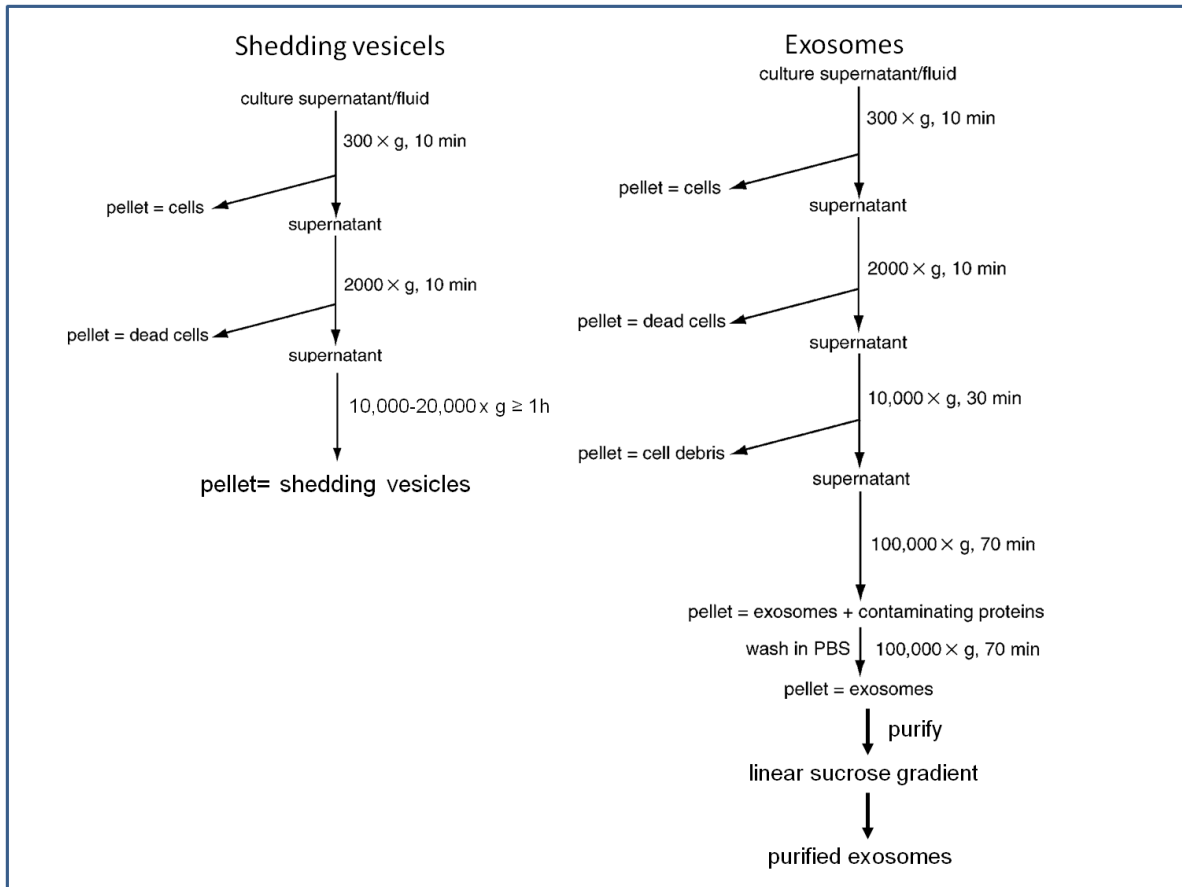 Shedding vesicels
culture supernatant/fluid
300 × g, 10 min
pellet = cells
supernatant
2000 × g, 10 min
pellet = dead cells
supernatant
10,000-20,000 x g ≥ 1h
pellet= shedding vesicles
Exosomes
culture supernatant/fluid
300 × g, 10 min
pellet = cells
supernatant
2000 × g, 10 min
pellet = dead cells
supernatant
10,000 × g, 30 min
pellet = cell debris
supernatant
100,000 × g, 70 min
pellet = exosomes + contaminating proteins
wash in PBS 100,000 × g, 70 min
pellet = exosomes
purify
linear sucrose gradient
purified exosomes